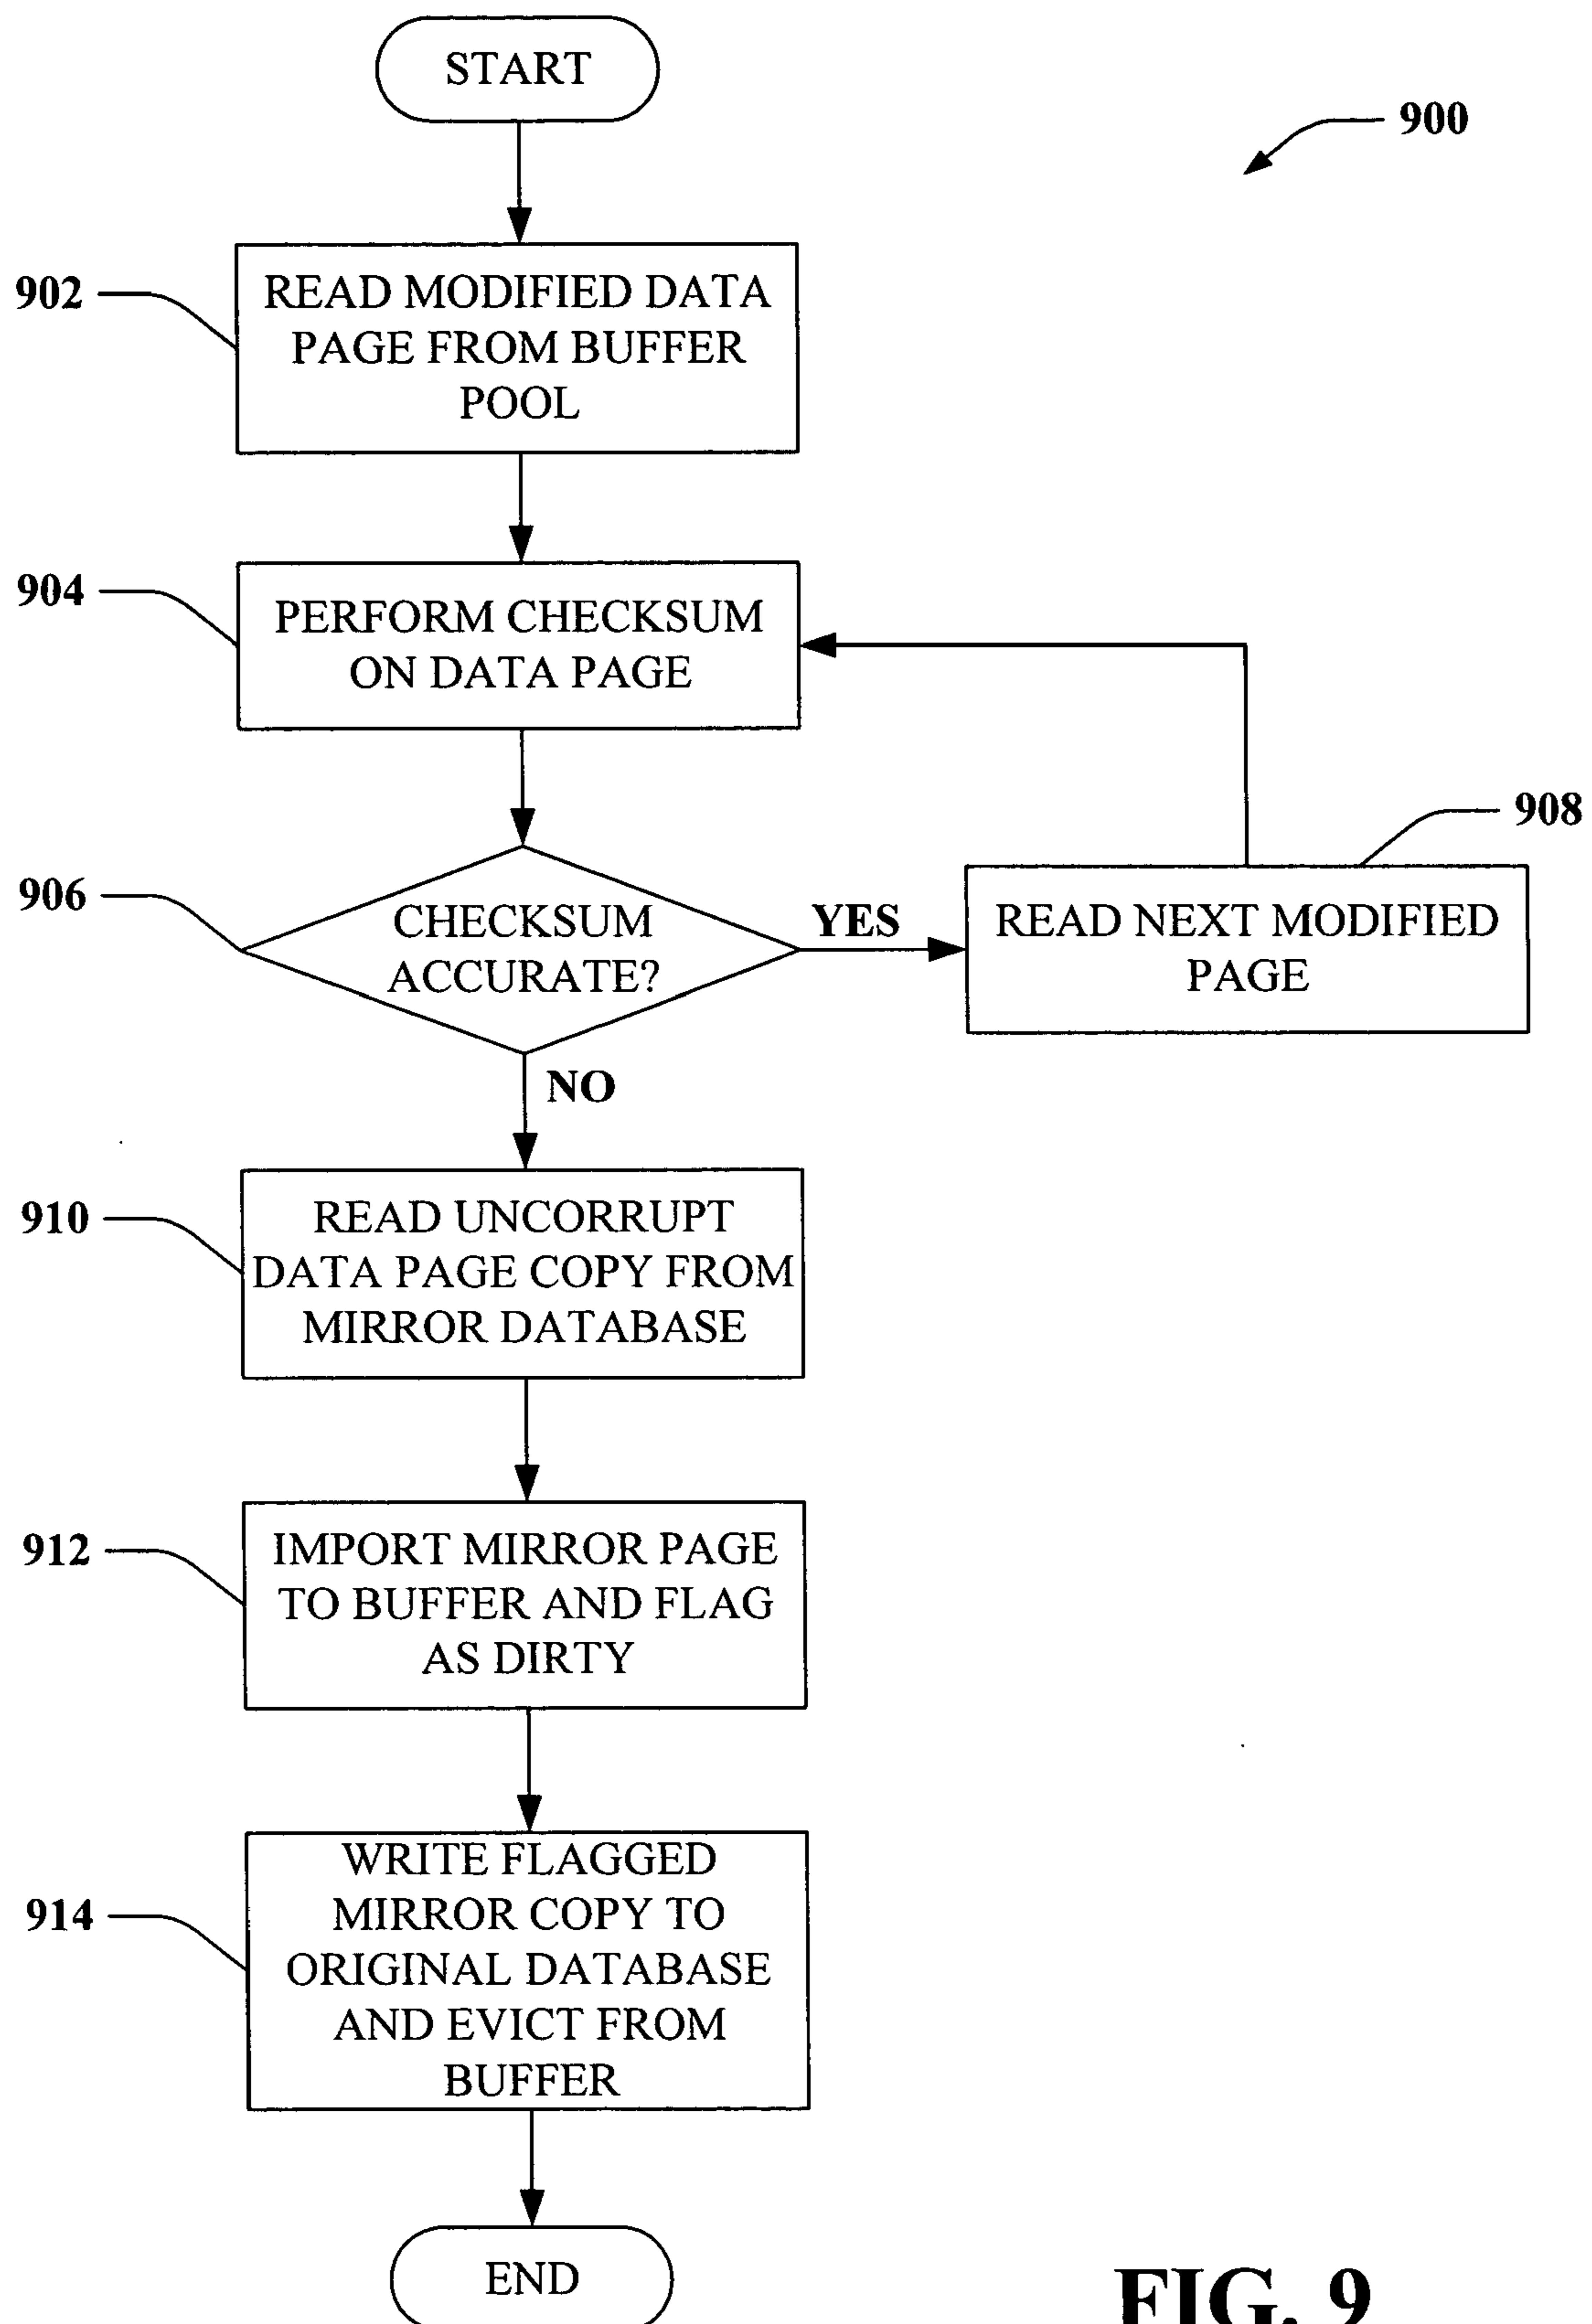 START
900
902
READ MODIFIED DATA
PAGE FROM BUFFER
POOL
904
PERFORM CHECKSUM
ON DATA PAGE
906
CHECKSUM
ACCURATE?
YES
908
READ NEXT MODIFIED
PAGE
NO
910
READ UNCORRUPT
DATA PAGE COPY FROM
MIRROR DATABASE
912
IMPORT MIRROR PAGE
TO BUFFER AND FLAG
AS DIRTY
914
WRITE FLAGGED
MIRROR COPY TO
ORIGINAL DATABASE
AND EVICT FROM
BUFFER
END
FIG. 9